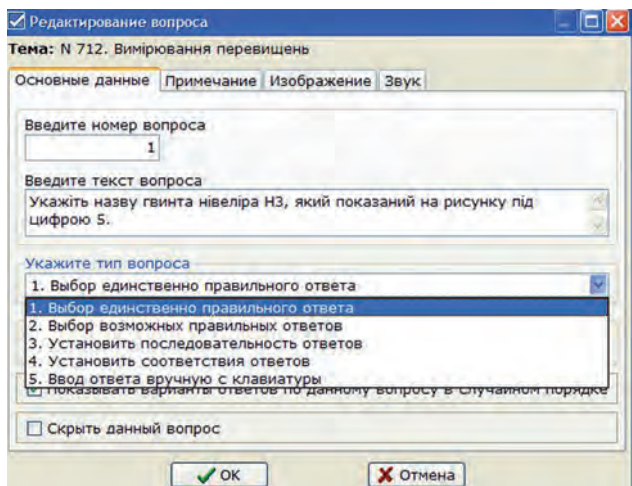 Редактирование вопроса
Тема: N 712. Вимірювання перевищень
Основные данные Примечание Изображение Звук
Введите номер вопроса
1
Введите текст вопроса
Укажіть назву гвинта нівеліра Н3, який показаний на рисунку під
цифрою 5.
Укажите тип вопроса
1. Выбор единственно правильного ответа
1. Выбор единственно правильного ответа
2. Выбор возможных правильных ответов
3. Установить последовательность ответов
4. Установить соответствия ответов
5. Ввод ответа вручную с клавиатуры
Показывать варианты ответов по данному вопросу в случайном порядке
Скрыть данный вопрос
ОК Отмена